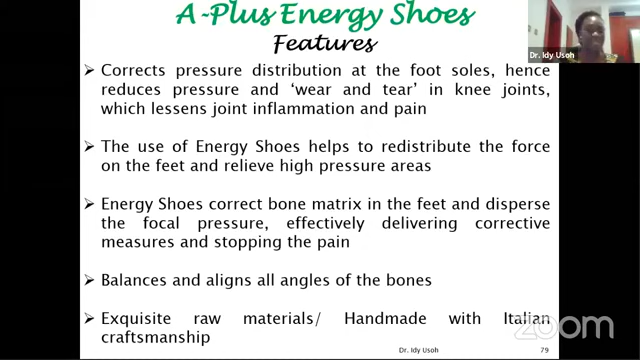 A-Plus Energy Shoes
Features
Dr. Idy Usoh
➢ Corrects pressure distribution at the foot soles, hence
reduces pressure and ‘wear and tear’ in knee joints,
which lessens joint inflammation and pain
➢ The use of Energy Shoes helps to redistribute the force
on the feet and relieve high pressure areas
➢ Energy Shoes correct bone matrix in the feet and disperse
the focal pressure, effectively delivering corrective
measures and stopping the pain
➢ Balances and aligns all angles of the bones
➢ Exquisite raw materials/ Handmade with Italian
craftsmanship
zoom
Dr. Idy Usoh
79